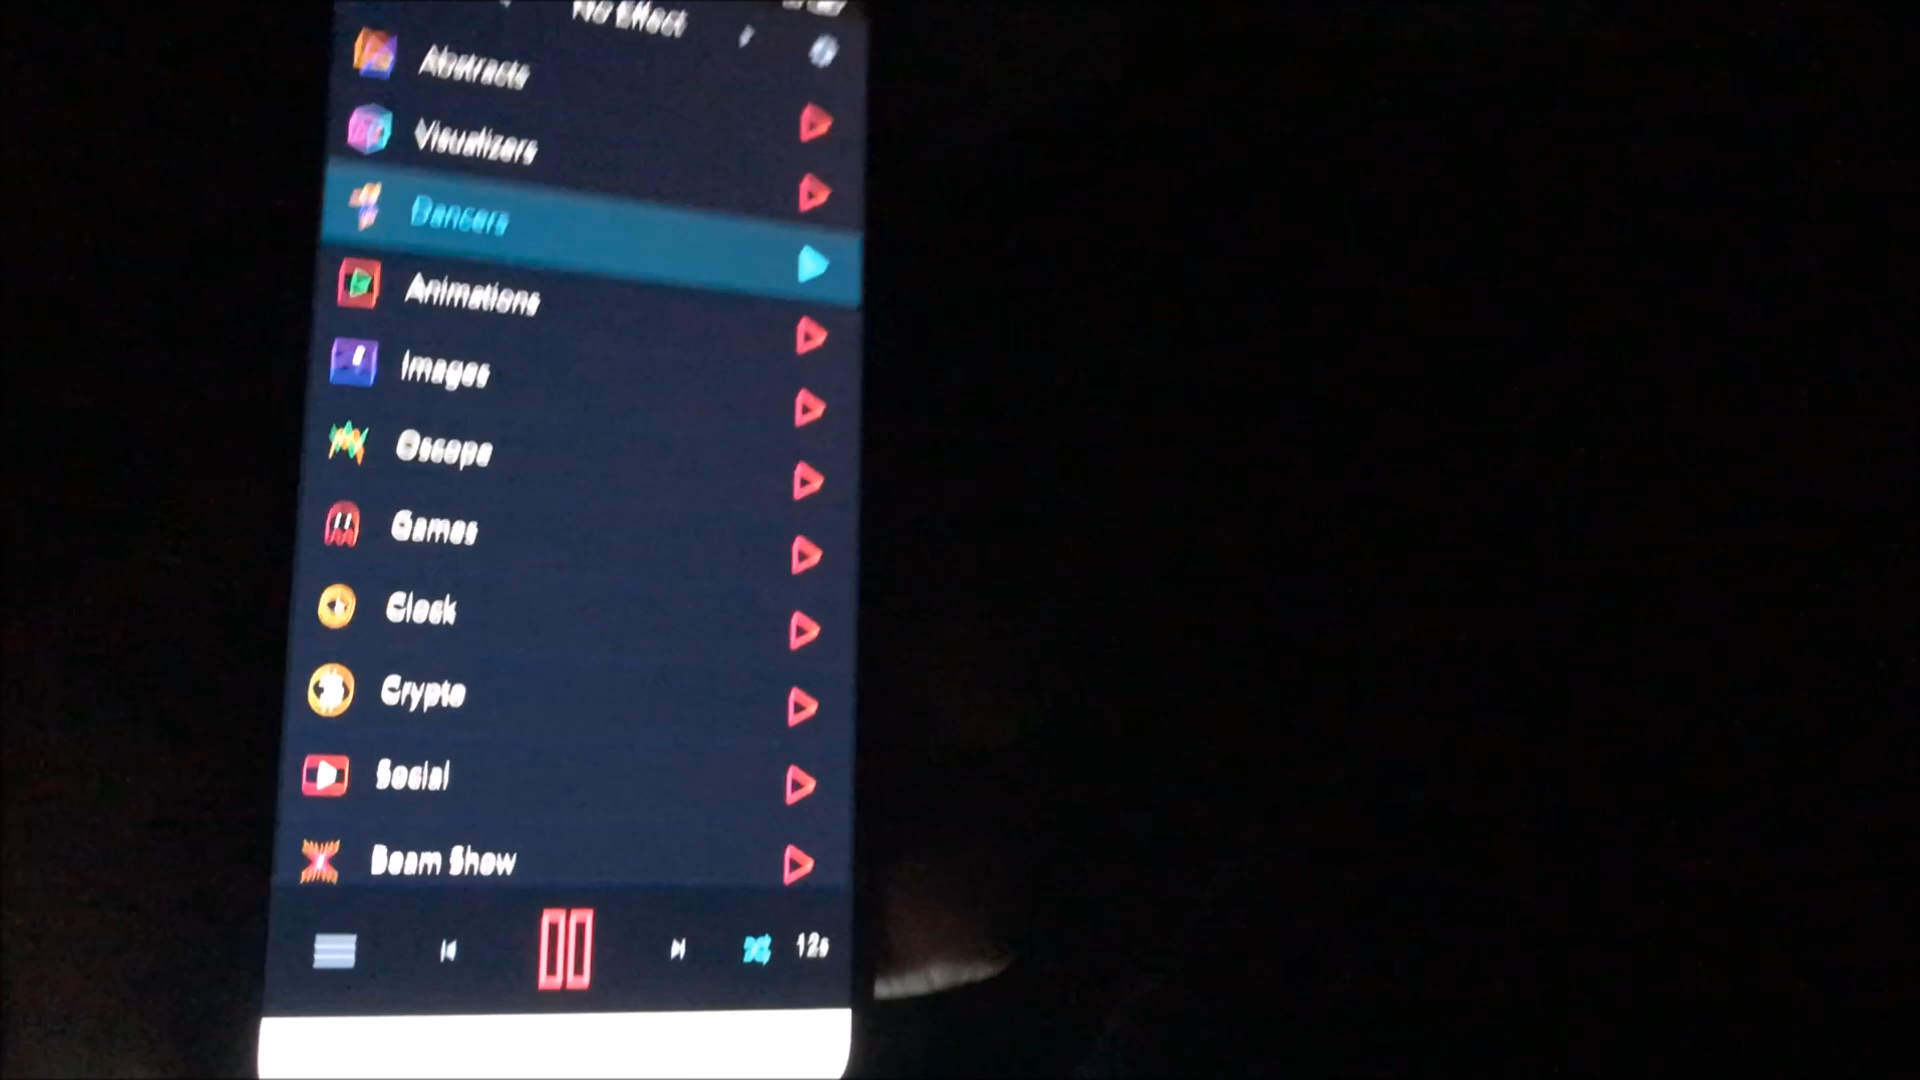 No Effect
Abstracts
Visualizers
Dancers
Animations
Images
Oscope
Games
Clock
Crypto
Social
Beam Show
12s